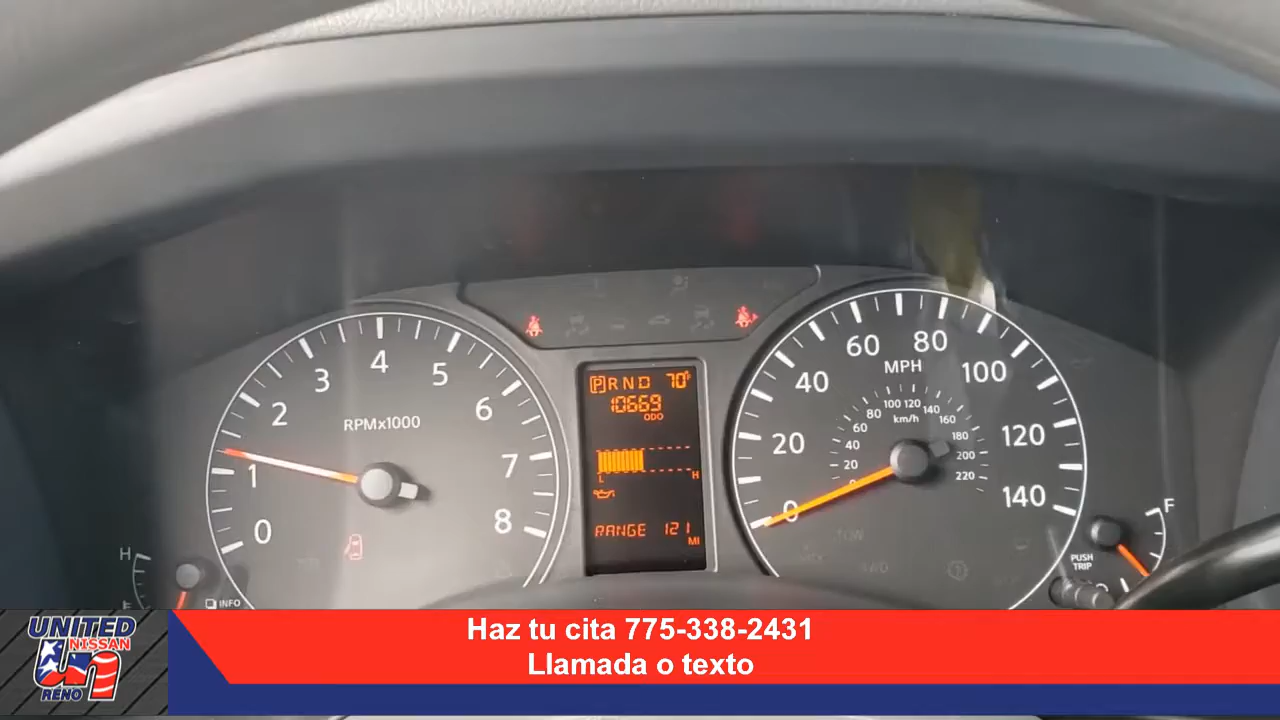 4
3
5
2
6
RPMx1000
1
7
0
8
H
INFO
PRND 70°F
10669
ODO
L
H
RANGE 121
MI
60
80
MPH
40
100
20
120
0
140
100 120
80
140
60
km/h
160
40
180
20
200
220
0
F
PUSH
TRIP
UNITED
NISSAN
un
RENO
Haz tu cita 775-338-2431
Llamada o texto